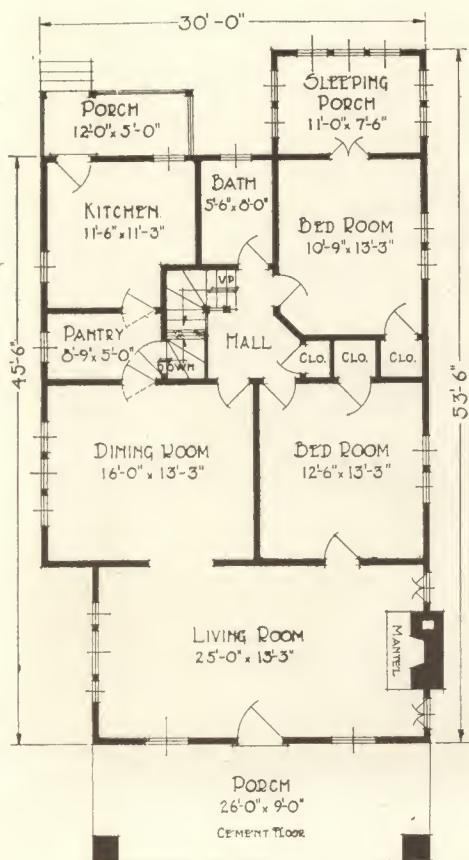 30'-0"
PORCH
12'-0" x 5'-0"
SLEEPING
PORCH
11'-0" x 7'-6"
BATH
5'-6" x 8'-0"
KITCHEN
11'-6" x 11'-3"
BED ROOM
10'-9" x 13'-3"
UP
PANTRY
8'-9" x 5'-0"
HALL
CLO.
CLO.
CLO.
DOWN
45'-6"
53'-6"
DINING ROOM
16'-0" x 13'-3"
BED ROOM
12'-6" x 13'-3"
LIVING ROOM
25'-0" x 13'-3"
MANTEL
PORCH
26'-0" x 9'-0"
CEMENT FLOOR